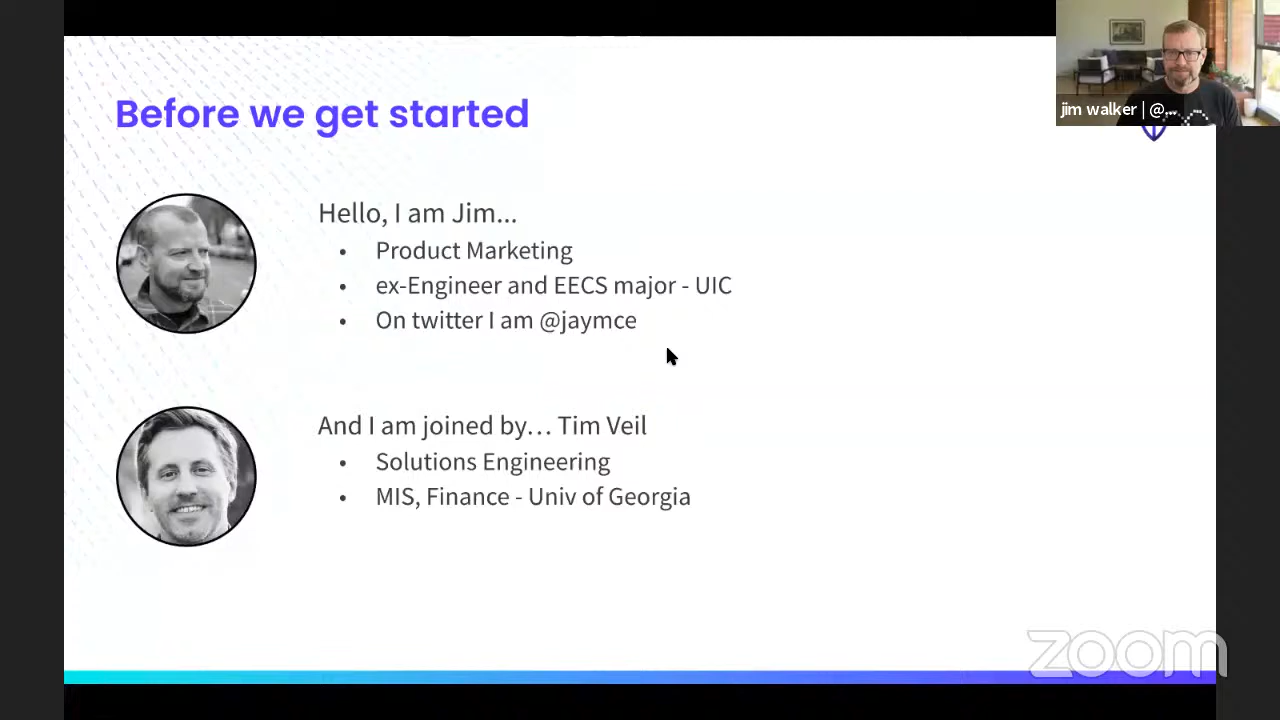 Before we get started
jim walker | @...
Hello, I am Jim...
• Product Marketing
• ex-Engineer and EECS major - UIC
• On twitter I am @jaymce
And I am joined by… Tim Veil
• Solutions Engineering
• MIS, Finance - Univ of Georgia
zoom